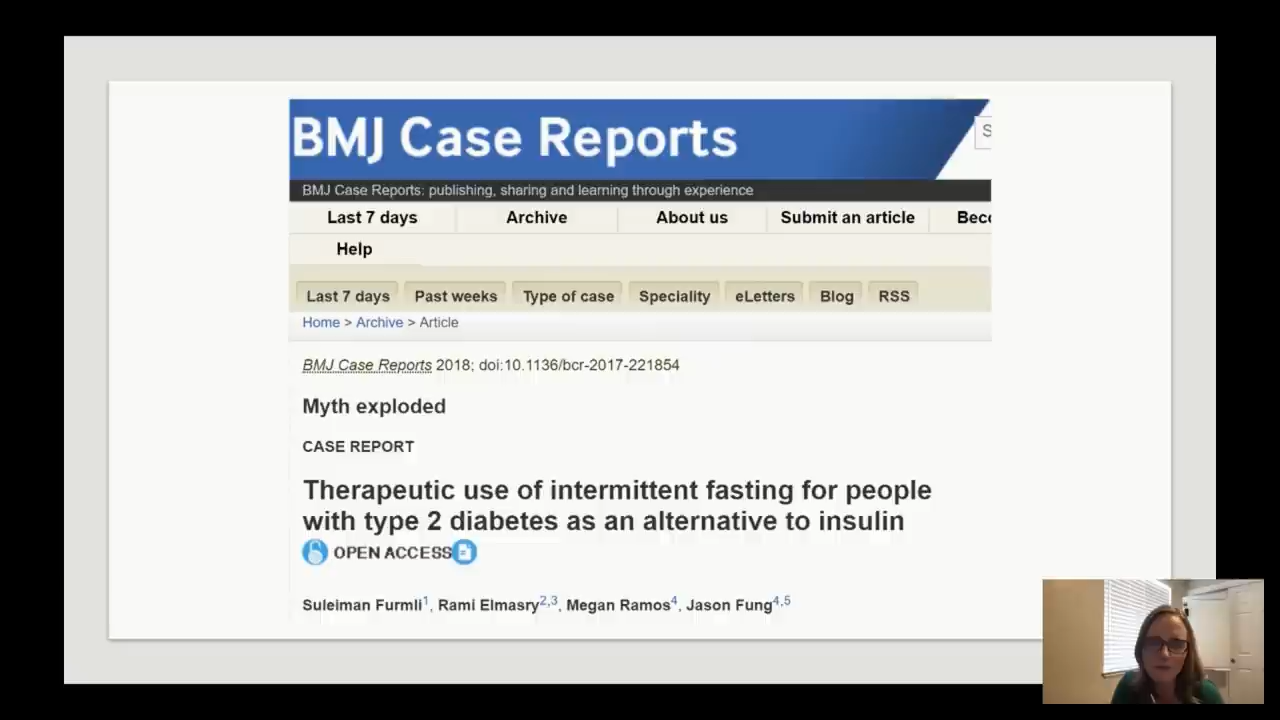 BMJ Case Reports
S
BMJ Case Reports: publishing, sharing and learning through experience
Last 7 days Archive About us Submit an article Beco
Help
Last 7 days Past weeks Type of case Speciality eLetters Blog RSS
Home > Archive > Article
BMJ Case Reports 2018; doi:10.1136/bcr-2017-221854
Myth exploded
CASE REPORT
Therapeutic use of intermittent fasting for people
with type 2 diabetes as an alternative to insulin
OPEN ACCESS
Suleiman Furmli1, Rami Elmasry2,3, Megan Ramos4, Jason Fung4,5